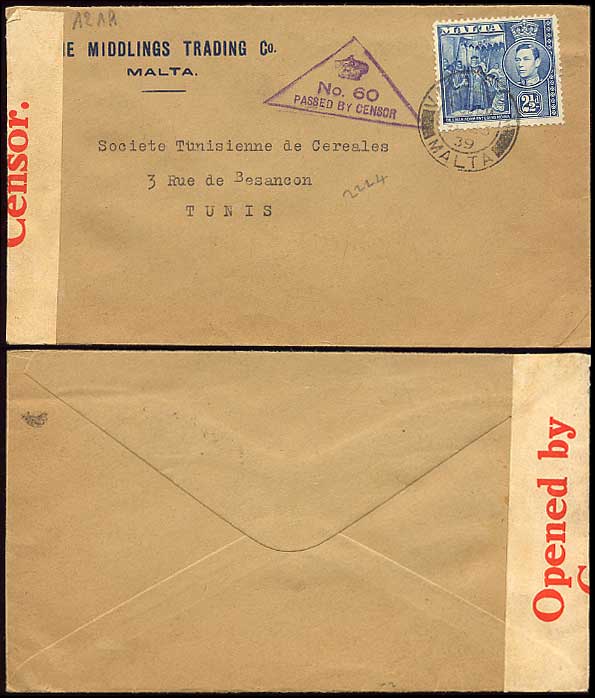 A2AA
E MIDDLINGS TRADING Co.
MALTA.
No. 60
PASSED BY CENSOR
MALTA
2½d
V
39
MALTA
Societe Tunisienne de Cereales
3 Rue de Besancon
TUNIS
2224
Censor.
Opened by
C